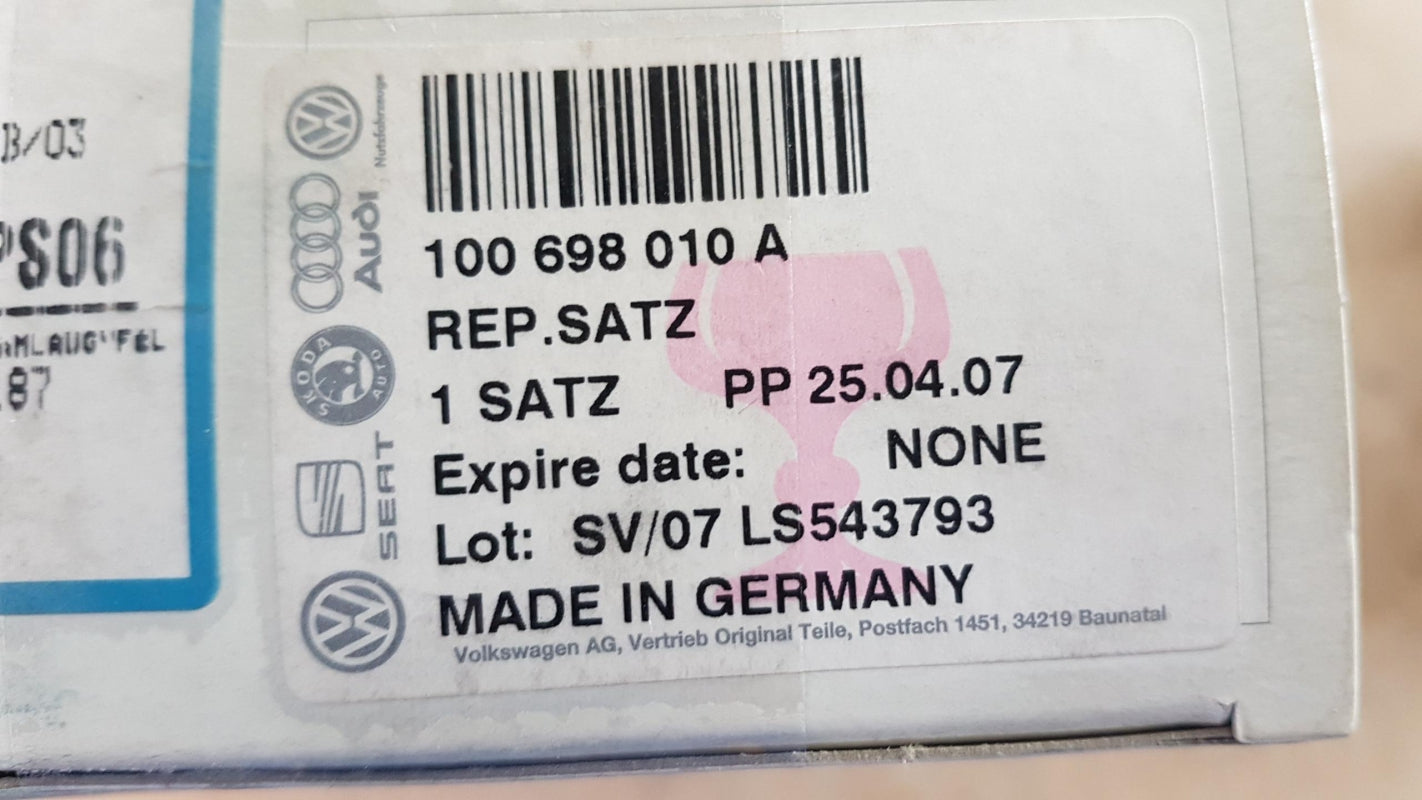 B/03
PS06
MLAUG'FEL
.87
Nutzfahrzeuge
Audi
SKODA AUTO
SEAT
100 698 010 A
REP.SATZ
1 SATZ PP 25.04.07
Expire date: NONE
Lot: SV/07 LS543793
MADE IN GERMANY
Volkswagen AG, Vertrieb Original Teile, Postfach 1451, 34219 Baunatal